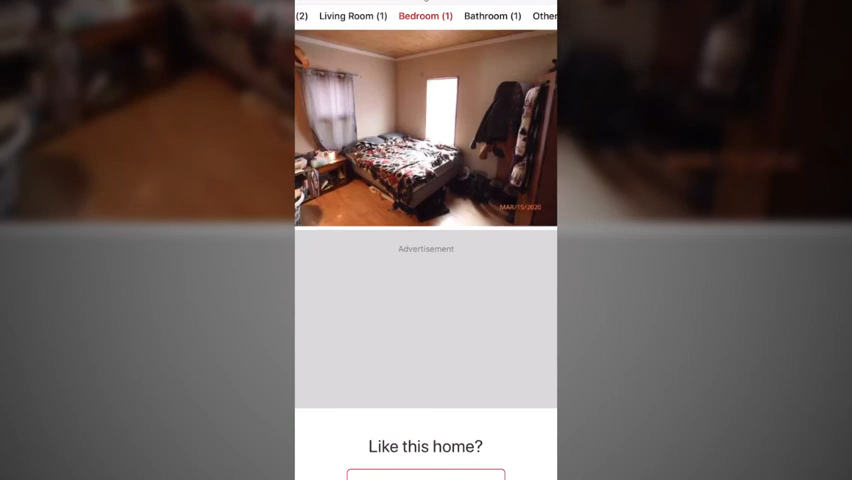 (2) Living Room (1) Bedroom (1) Bathroom (1) Other
MAR/15/2020
Advertisement
Like this home?